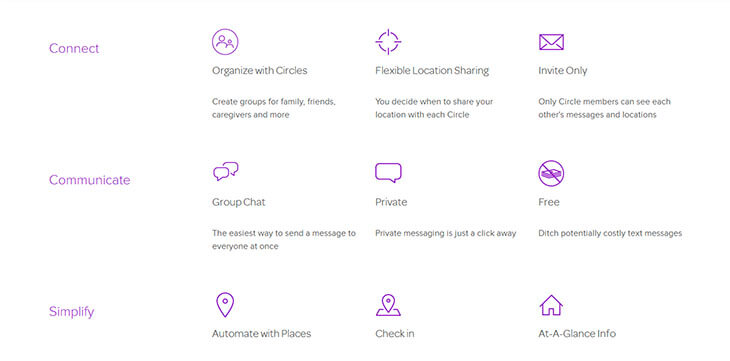 Connect
Organize with Circles
Flexible Location Sharing
Invite Only
Create groups for family, friends,
caregivers and more
You decide when to share your
location with each Circle
Only Circle members can see each
other's messages and locations
Communicate
Group Chat
Private
Free
The easiest way to send a message to
everyone at once
Private messaging is just a click away
Ditch potentially costly text messages
Simplify
Automate with Places
Check in
At-A-Glance Info